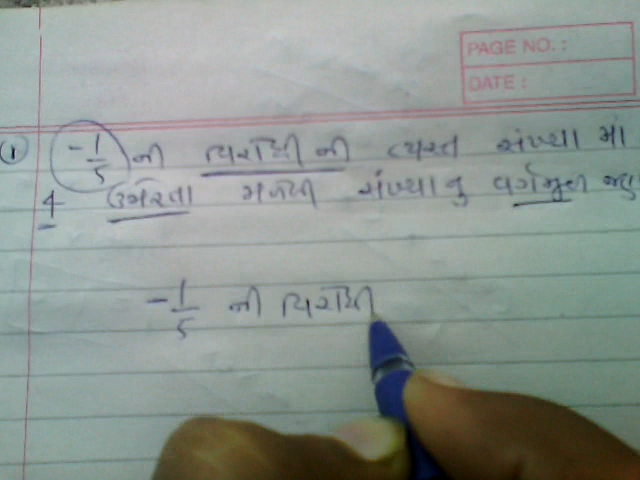 PAGE NO. :
DATE :
① -1/5 ની વિરોધી ની વ્યસ્ત સંખ્યા માં
4 ઉમેરતા મળતી સંખ્યા નુ વર્ગમૂળ
-1/5 ની વિરોધી